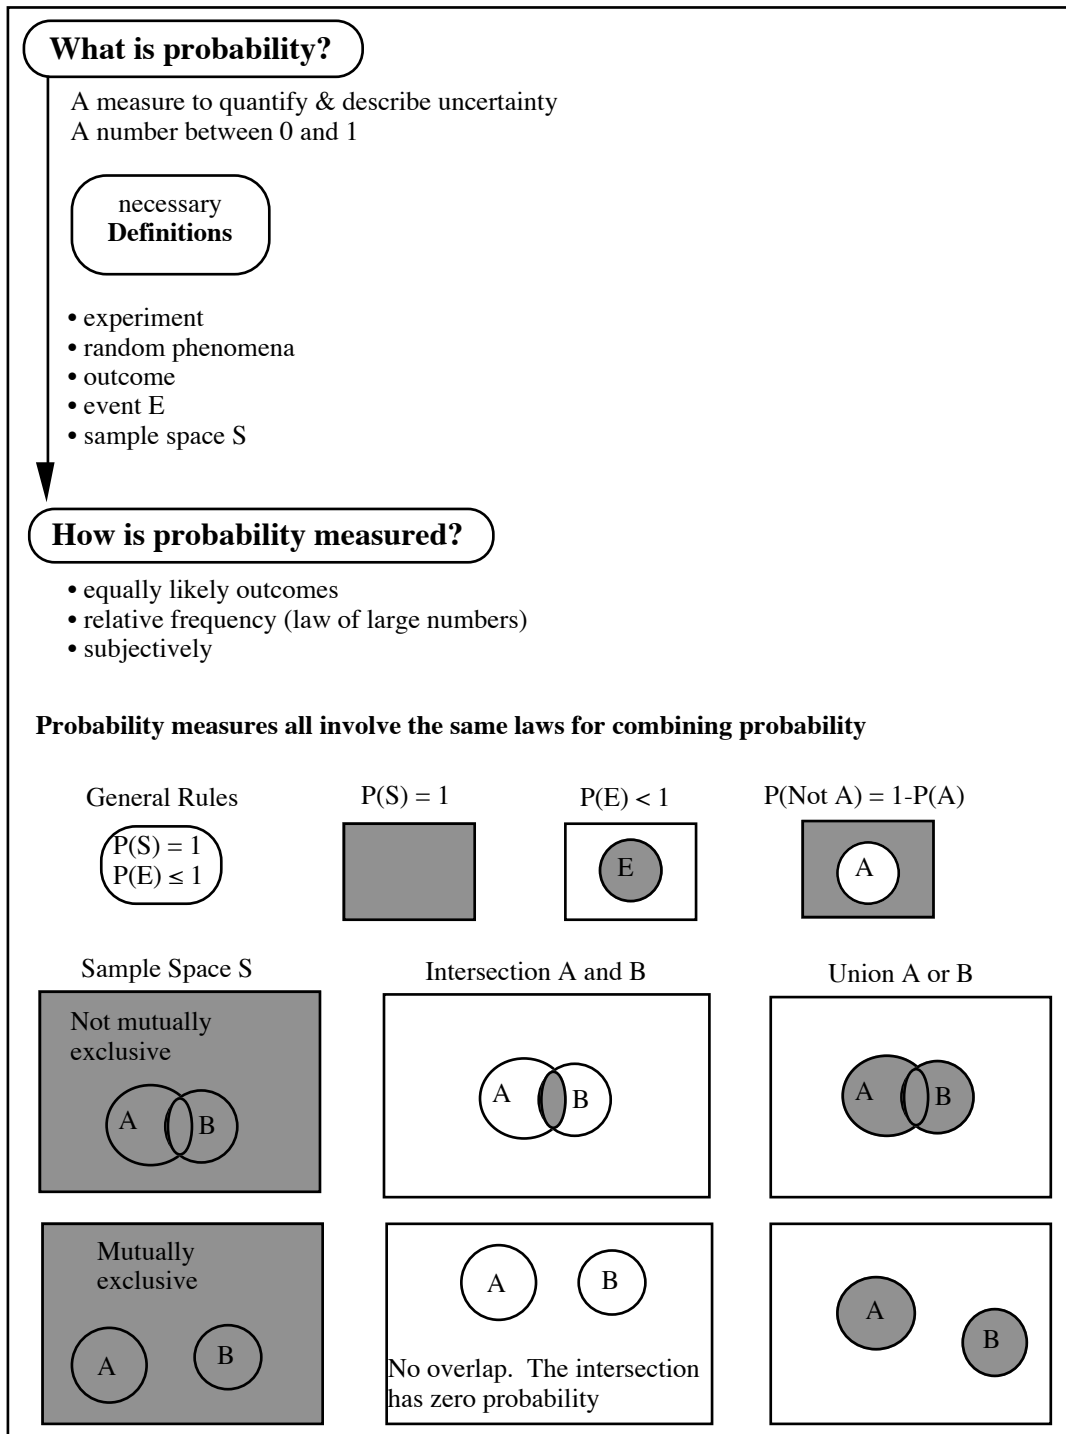 What is probability?
A measure to quantify & describe uncertainty
A number between 0 and 1
necessary
Definitions
• experiment
• random phenomena
• outcome
• event E
• sample space S
How is probability measured?
• equally likely outcomes
• relative frequency (law of large numbers)
• subjectively
Probability measures all involve the same laws for combining probability
General Rules
P(S) = 1
P(E) ≤ 1
P(S) = 1
P(E) < 1
E
P(Not A) = 1-P(A)
A
Sample Space S
Not mutually
exclusive
A
B
Intersection A and B
A
B
Union A or B
A
B
Mutually
exclusive
A
B
A
B
No overlap. The intersection
has zero probability
A
B